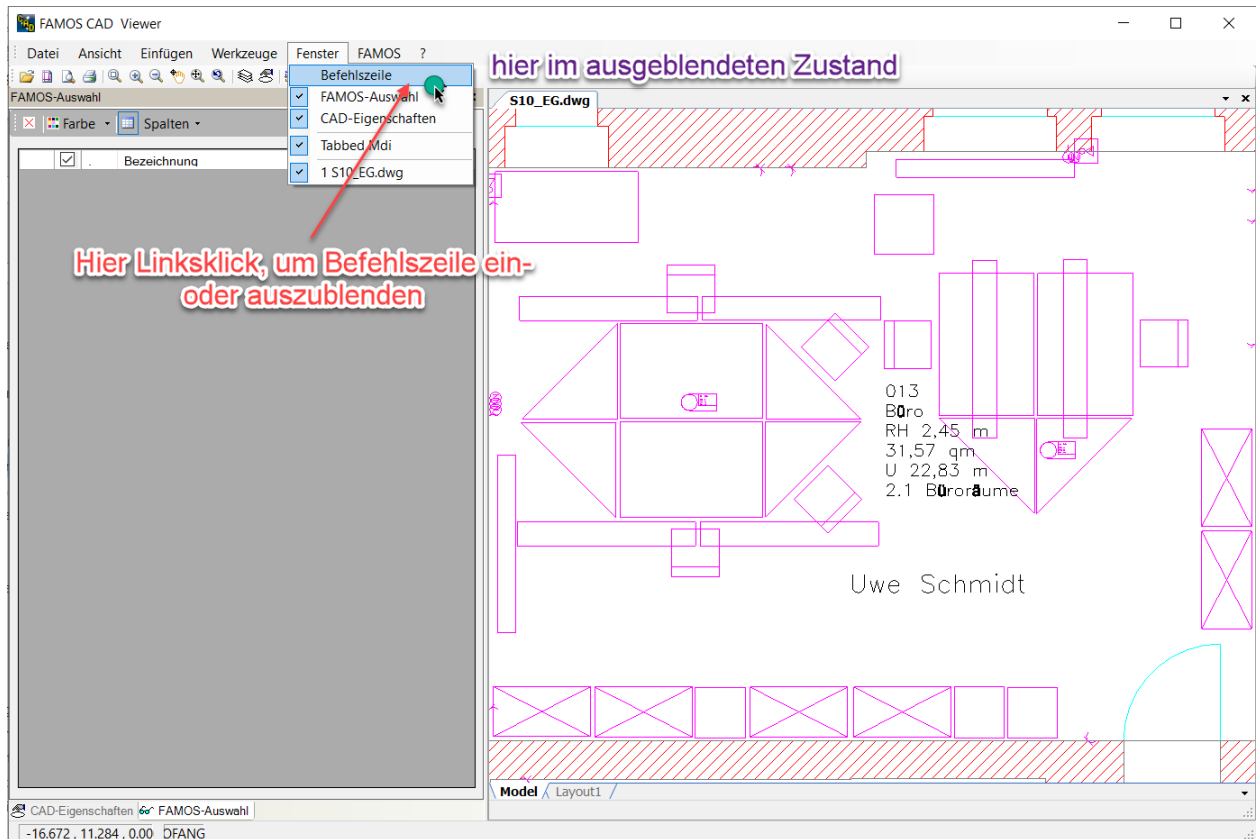 FAMOS CAD Viewer
Datei Ansicht Einfügen Werkzeuge Fenster FAMOS ?
hier im ausgeblendeten Zustand
Befehlszeile
FAMOS-Auswahl
CAD-Eigenschaften
Tabbed Mdi
1 S10_EG.dwg
FAMOS-Auswahl
Farbe Spalten
. Bezeichnung
Hier Linksklick, um Befehlszeile ein-
oder auszublenden
S10_EG.dwg
013
Büro
RH 2,45 m
31,57 qm
U 22,83 m
2.1 Büroräume
Uwe Schmidt
Model Layout1
CAD-Eigenschaften FAMOS-Auswahl
-16.672 , 11.284 , 0.00 OFANG